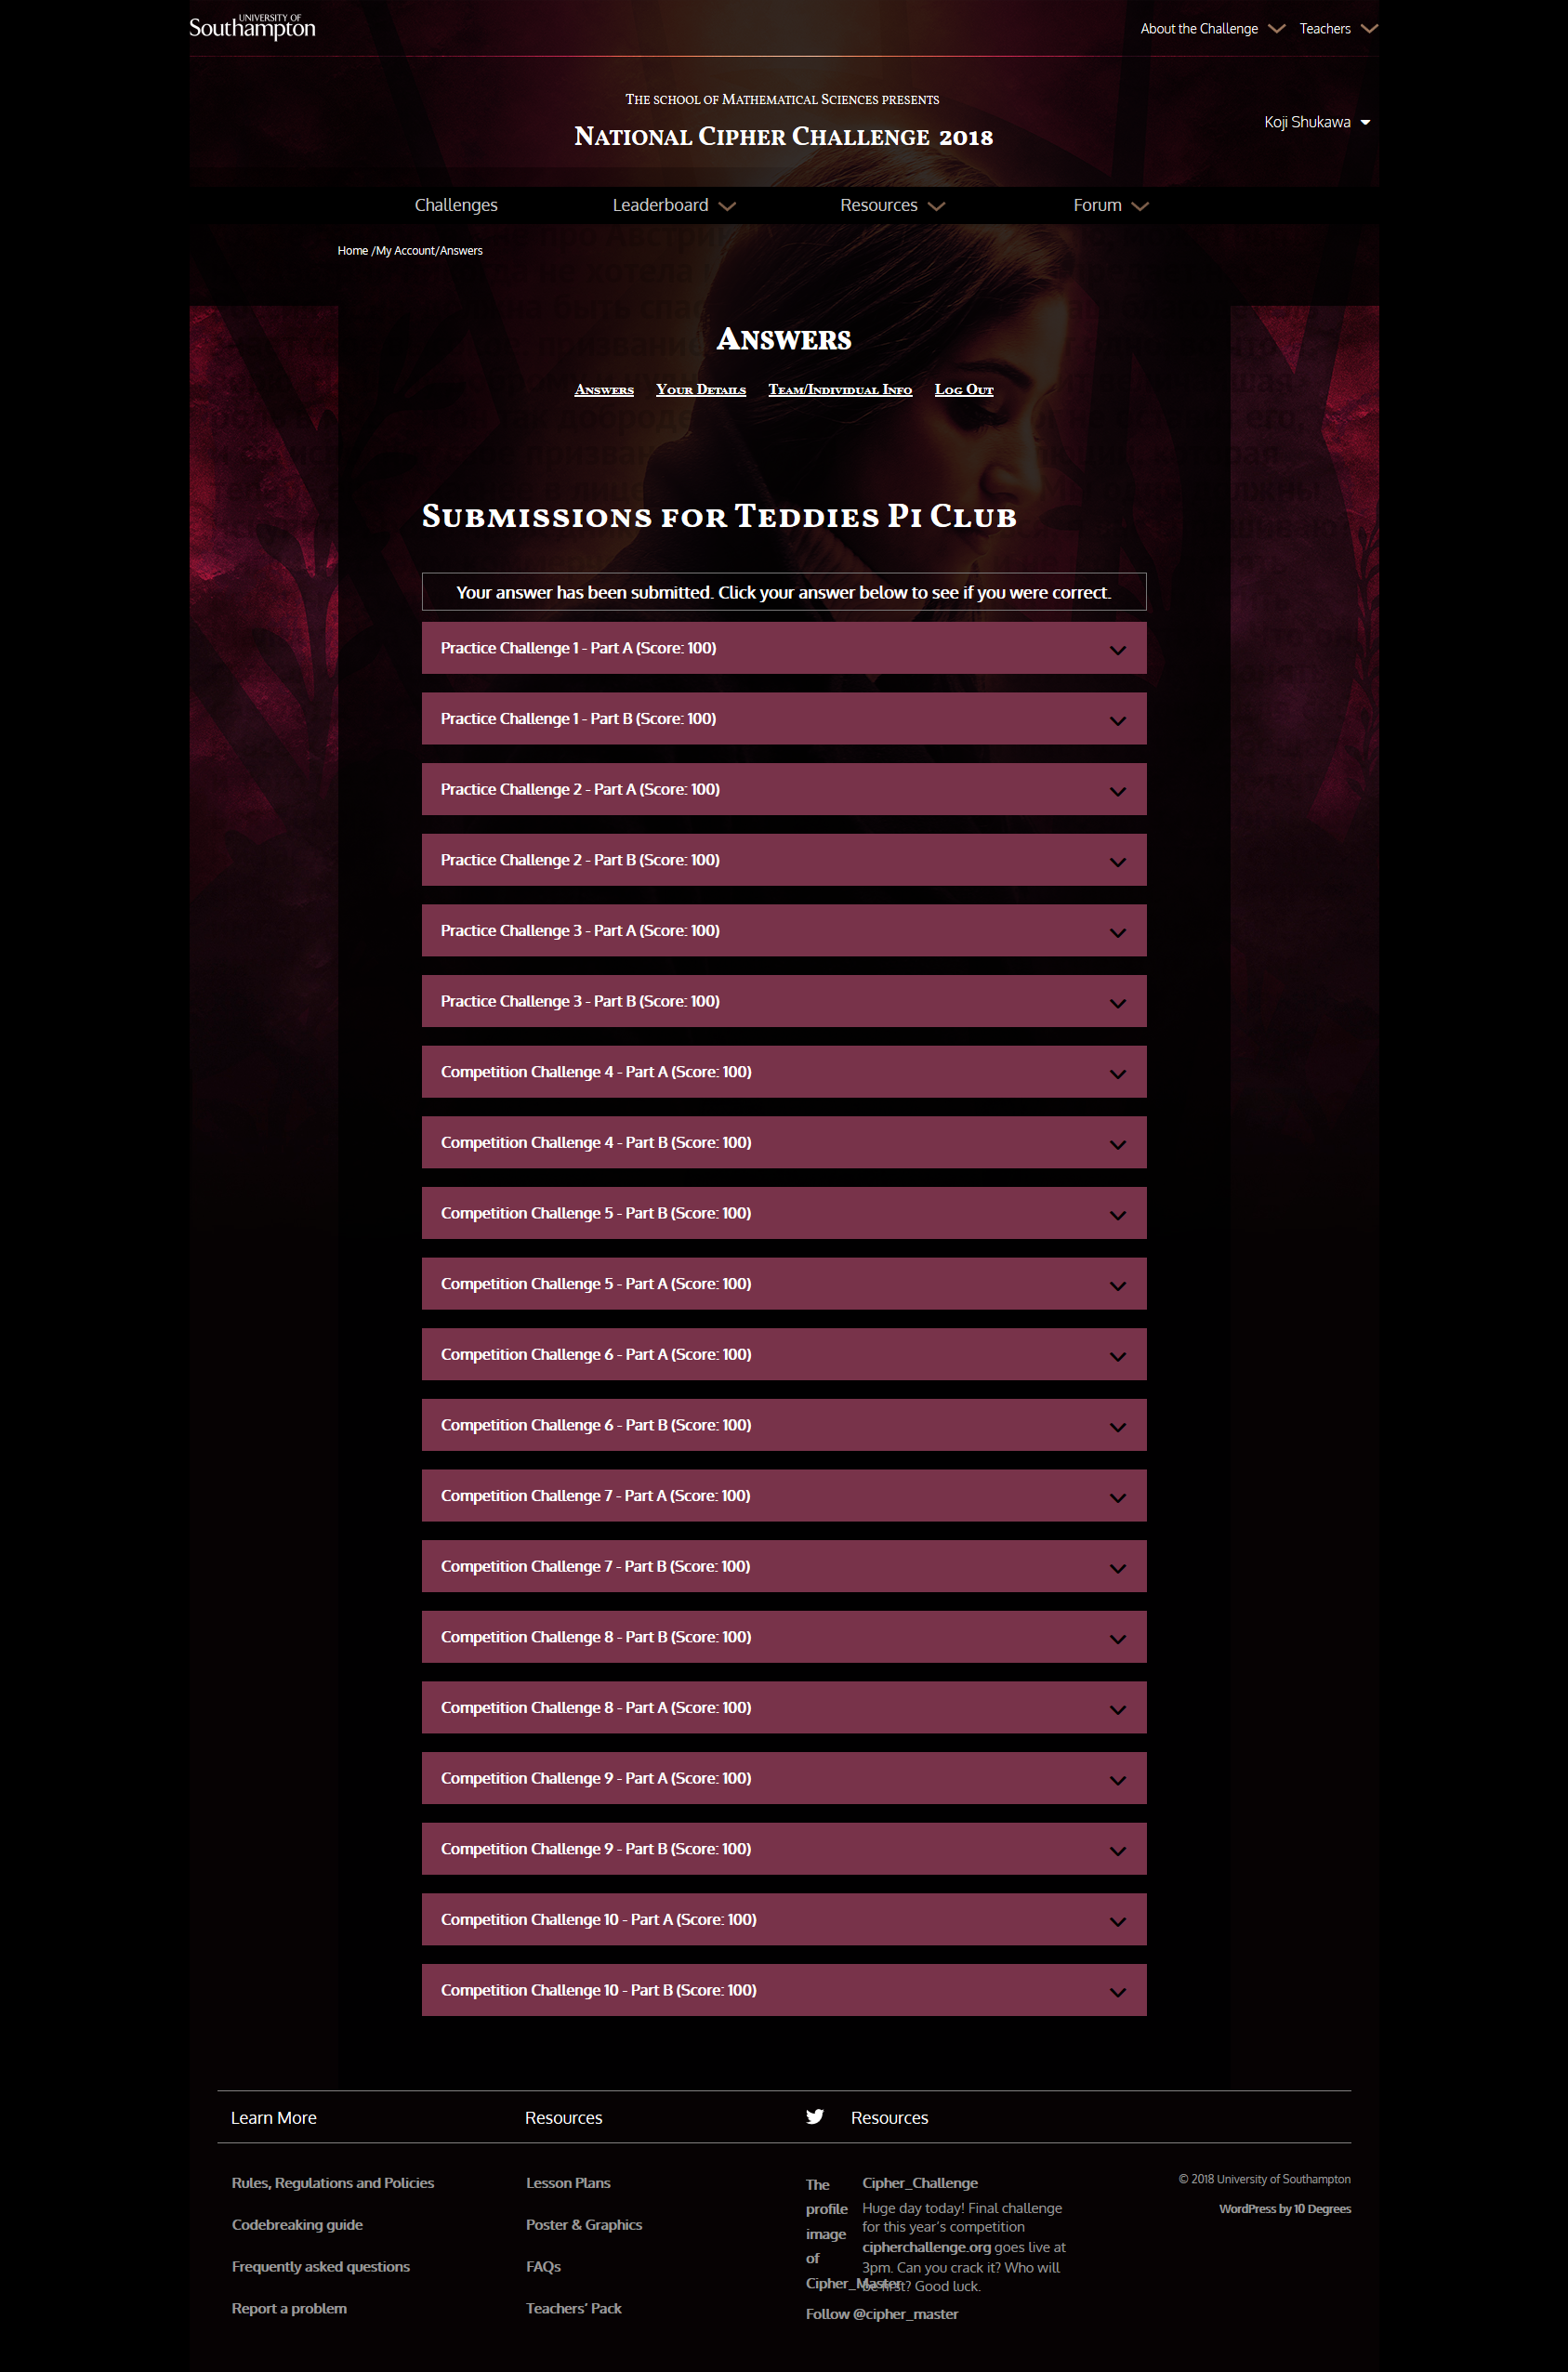 UNIVERSITY OF
Southampton
About the Challenge
Teachers
The school of Mathematical Sciences presents
National Cipher Challenge 2018
Koji Shukawa
Challenges
Leaderboard
Resources
Forum
Home /My Account/Answers
Answers
Answers
Your Details
Team/Individual Info
Log Out
Submissions for Teddies Pi Club
Your answer has been submitted. Click your answer below to see if you were correct.
Practice Challenge 1 - Part A (Score: 100)
Practice Challenge 1 - Part B (Score: 100)
Practice Challenge 2 - Part A (Score: 100)
Practice Challenge 2 - Part B (Score: 100)
Practice Challenge 3 - Part A (Score: 100)
Practice Challenge 3 - Part B (Score: 100)
Competition Challenge 4 - Part A (Score: 100)
Competition Challenge 4 - Part B (Score: 100)
Competition Challenge 5 - Part B (Score: 100)
Competition Challenge 5 - Part A (Score: 100)
Competition Challenge 6 - Part A (Score: 100)
Competition Challenge 6 - Part B (Score: 100)
Competition Challenge 7 - Part A (Score: 100)
Competition Challenge 7 - Part B (Score: 100)
Competition Challenge 8 - Part B (Score: 100)
Competition Challenge 8 - Part A (Score: 100)
Competition Challenge 9 - Part A (Score: 100)
Competition Challenge 9 - Part B (Score: 100)
Competition Challenge 10 - Part A (Score: 100)
Competition Challenge 10 - Part B (Score: 100)
Learn More
Rules, Regulations and Policies
Codebreaking guide
Frequently asked questions
Report a problem
Resources
Lesson Plans
Poster & Graphics
FAQs
Teachers' Pack
Resources
The
profile
image
of
Cipher_Master
Cipher_Challenge
Huge day today! Final challenge
for this year's competition
cipherchallenge.org goes live at
3pm. Can you crack it? Who will
be first? Good luck.
Follow @cipher_master
© 2018 University of Southampton
WordPress by 10 Degrees